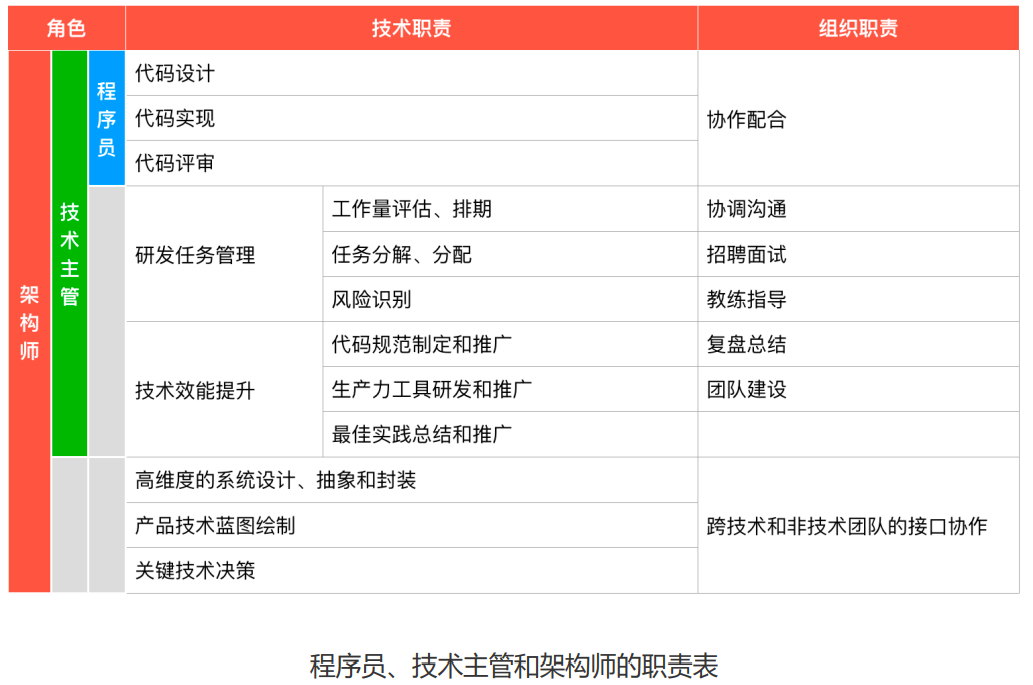 角色 技术职责 组织职责
架构师
技术主管
程序员
代码设计
代码实现
代码评审
协作配合
研发任务管理
工作量评估、排期
协调沟通
任务分解、分配
招聘面试
风险识别
教练指导
技术效能提升
代码规范制定和推广
复盘总结
生产力工具研发和推广
团队建设
最佳实践总结和推广
高维度的系统设计、抽象和封装
产品技术蓝图绘制
关键技术决策
跨技术和非技术团队的接口协作
程序员、技术主管和架构师的职责表